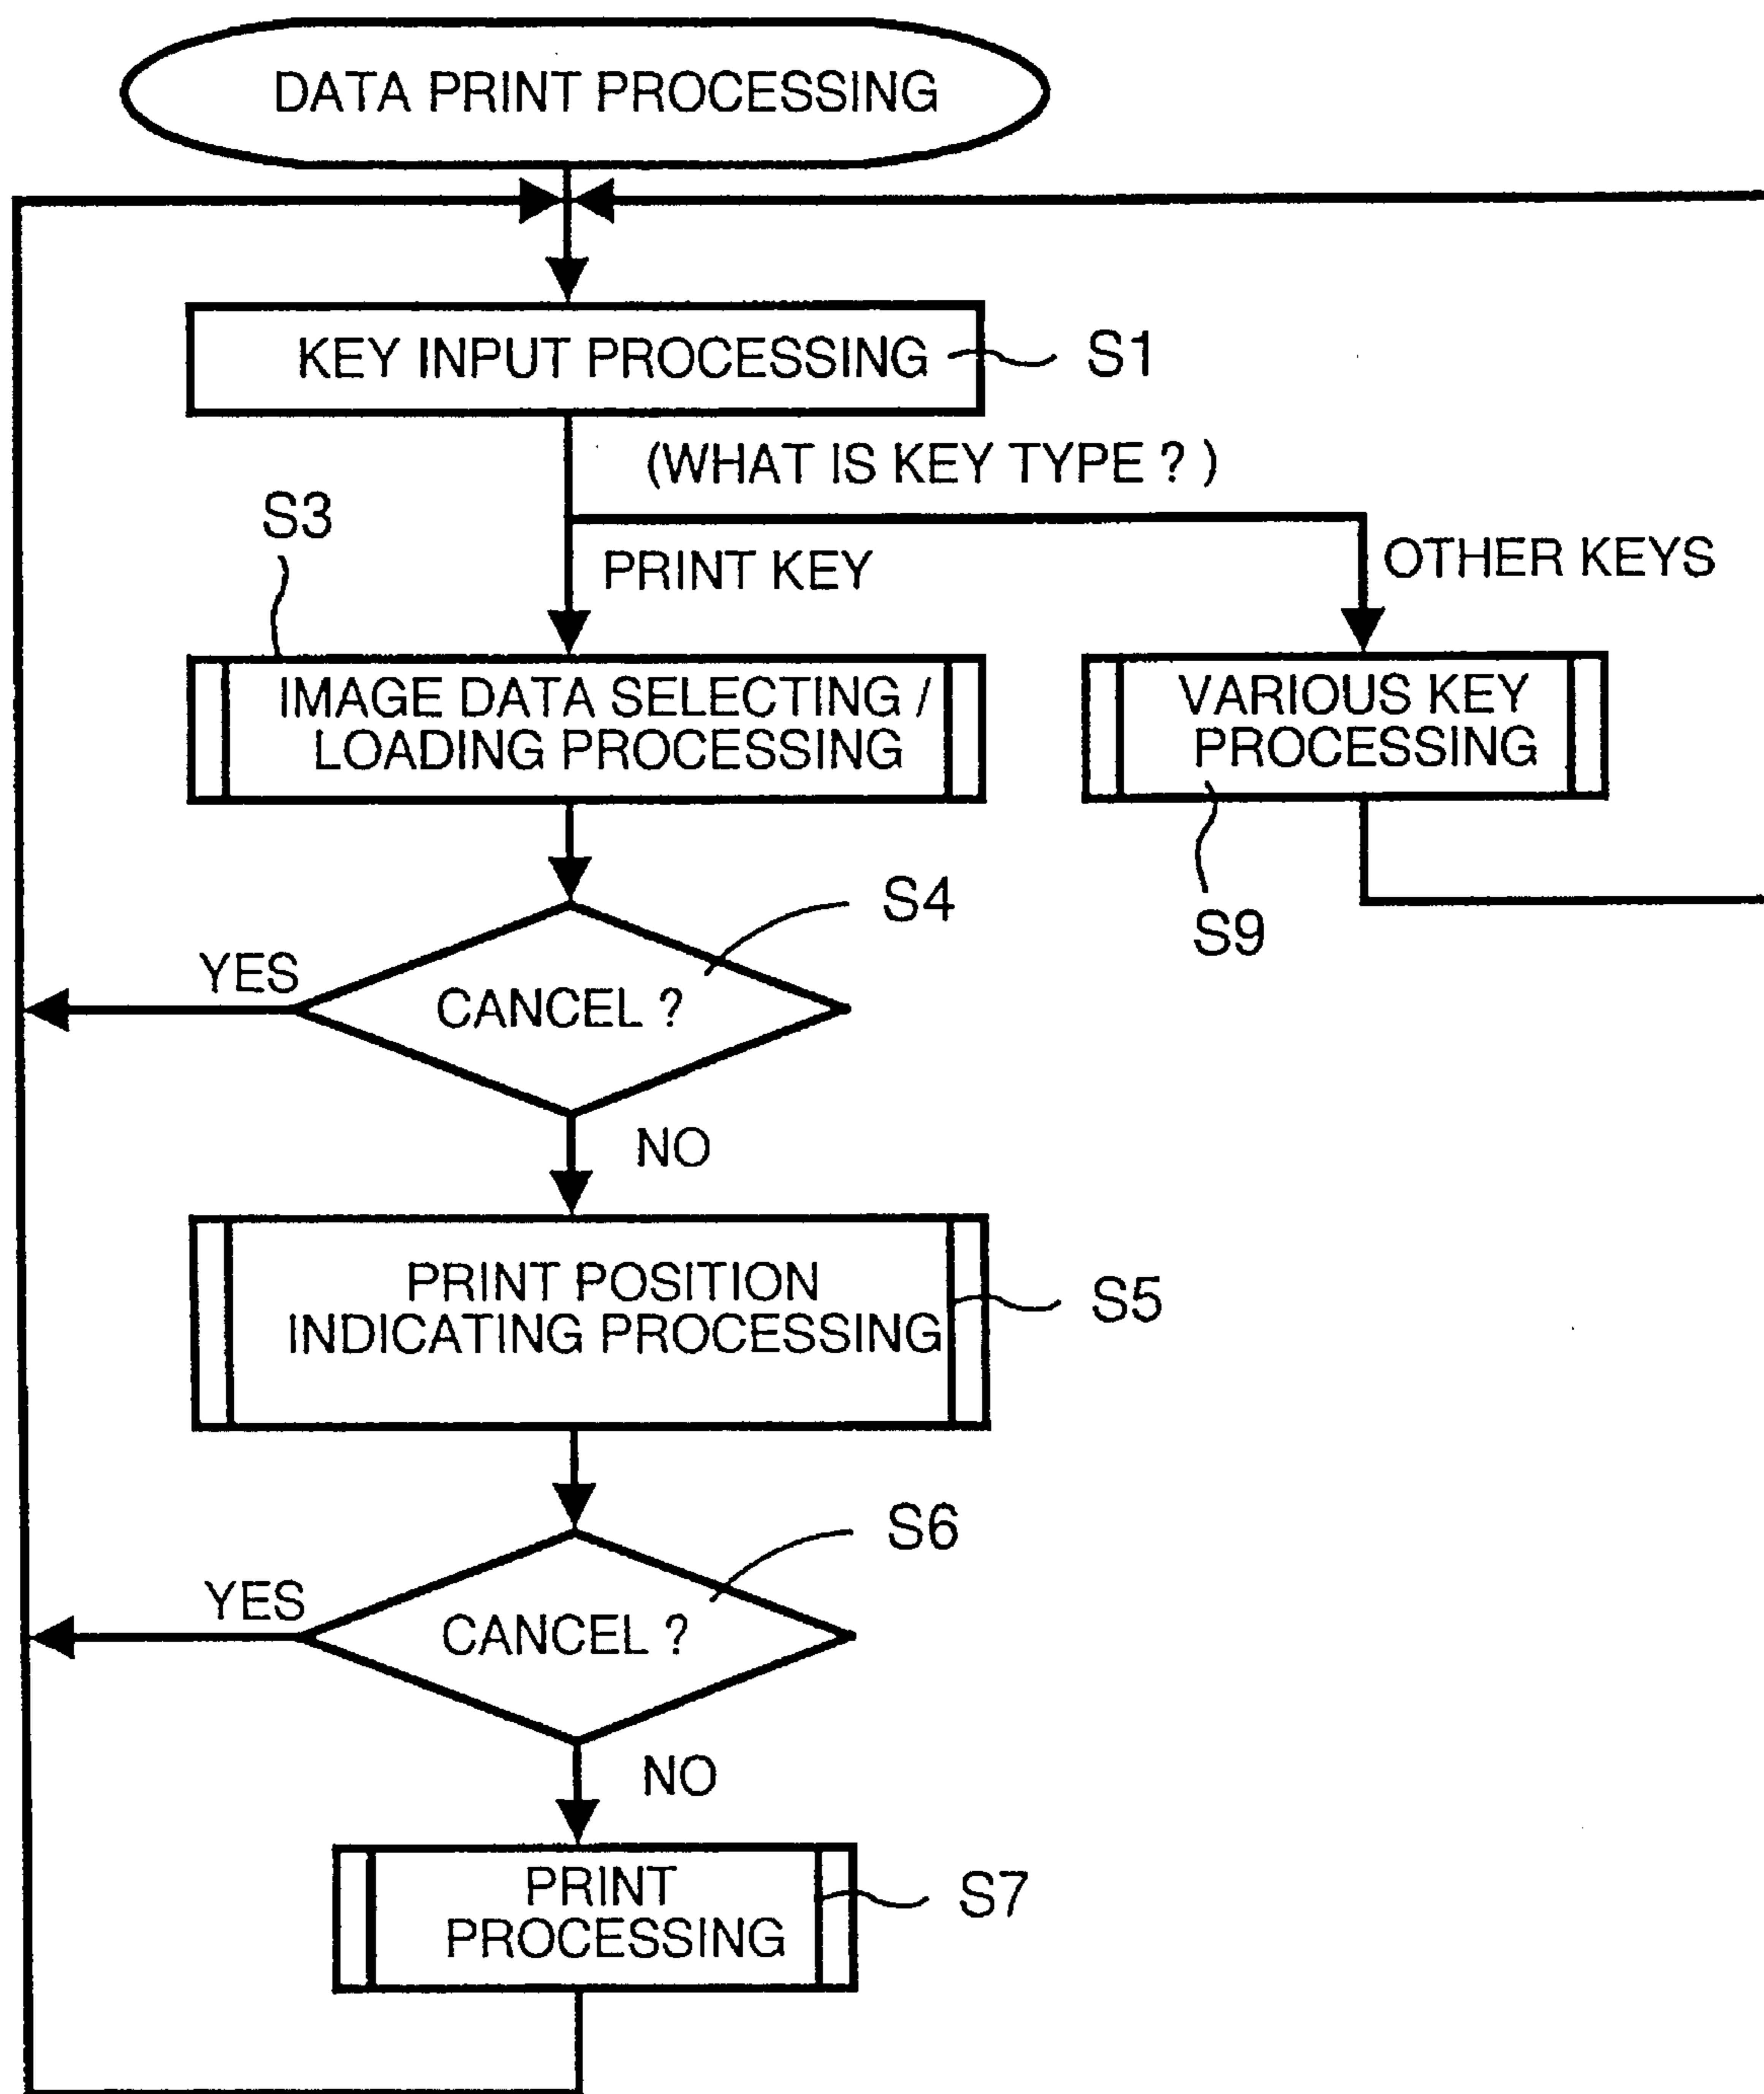 DATA PRINT PROCESSING
KEY INPUT PROCESSING
S1
(WHAT IS KEY TYPE ? )
S3
PRINT KEY
OTHER KEYS
IMAGE DATA SELECTING /
LOADING PROCESSING
VARIOUS KEY
PROCESSING
S4
S9
YES
CANCEL ?
NO
PRINT POSITION
INDICATING PROCESSING
S5
S6
YES
CANCEL ?
NO
PRINT
PROCESSING
S7